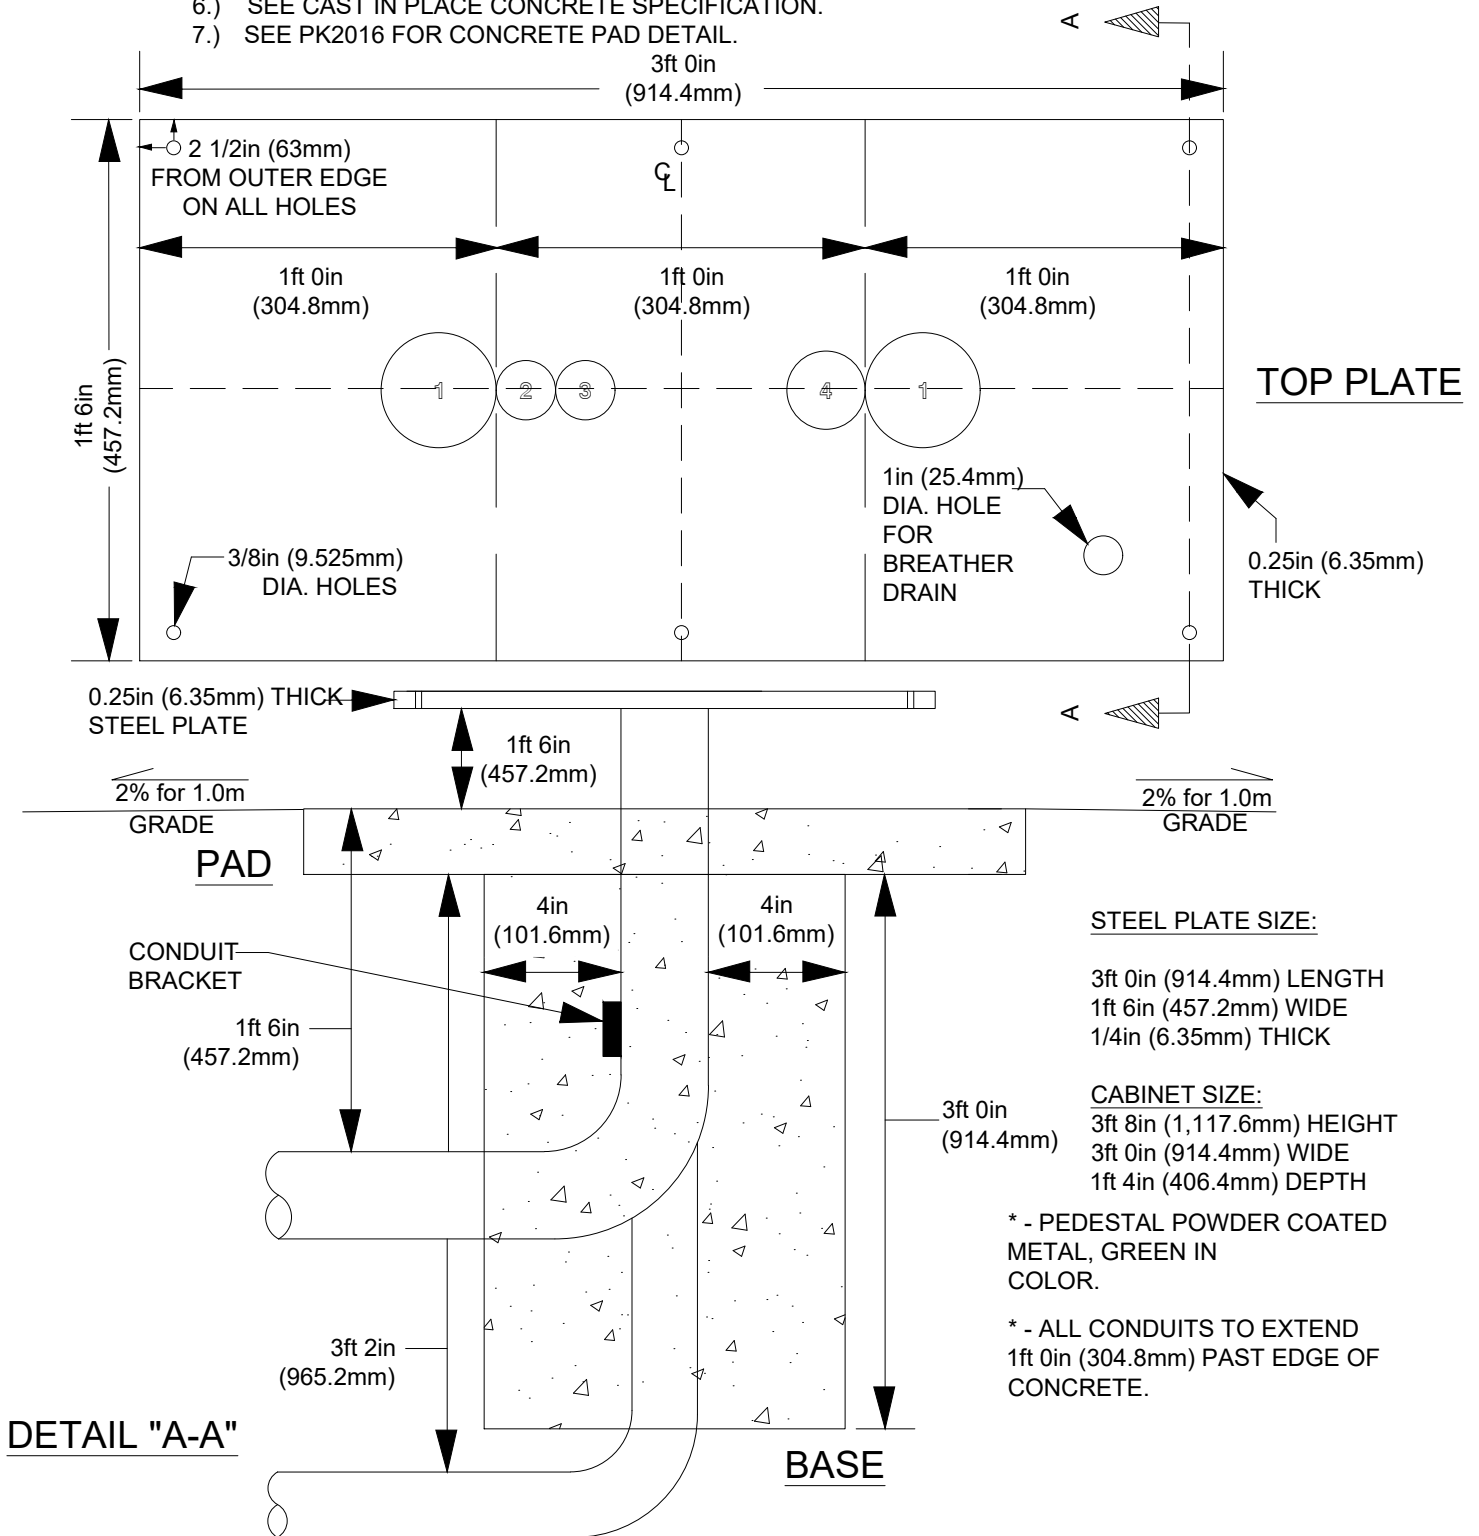 6.) SEE CAST IN PLACE CONCRETE SPECIFICATION.
7.) SEE PK2016 FOR CONCRETE PAD DETAIL.
A
3ft 0in
(914.4mm)
2 1/2in (63mm)
FROM OUTER EDGE
ON ALL HOLES
℄
1ft 0in
(304.8mm)
1ft 0in
(304.8mm)
1ft 0in
(304.8mm)
1ft 6in
(457.2mm)
1
2
3
4
1
TOP PLATE
1in (25.4mm)
DIA. HOLE
FOR
BREATHER
DRAIN
3/8in (9.525mm)
DIA. HOLES
0.25in (6.35mm)
THICK
0.25in (6.35mm) THICK
STEEL PLATE
A
1ft 6in
(457.2mm)
2% for 1.0m
GRADE
2% for 1.0m
GRADE
PAD
4in
(101.6mm)
4in
(101.6mm)
CONDUIT
BRACKET
1ft 6in
(457.2mm)
3ft 0in
(914.4mm)
STEEL PLATE SIZE:
3ft 0in (914.4mm) LENGTH
1ft 6in (457.2mm) WIDE
1/4in (6.35mm) THICK
CABINET SIZE:
3ft 8in (1,117.6mm) HEIGHT
3ft 0in (914.4mm) WIDE
1ft 4in (406.4mm) DEPTH
* - PEDESTAL POWDER COATED
METAL, GREEN IN
COLOR.
* - ALL CONDUITS TO EXTEND
1ft 0in (304.8mm) PAST EDGE OF
CONCRETE.
3ft 2in
(965.2mm)
DETAIL "A-A"
BASE